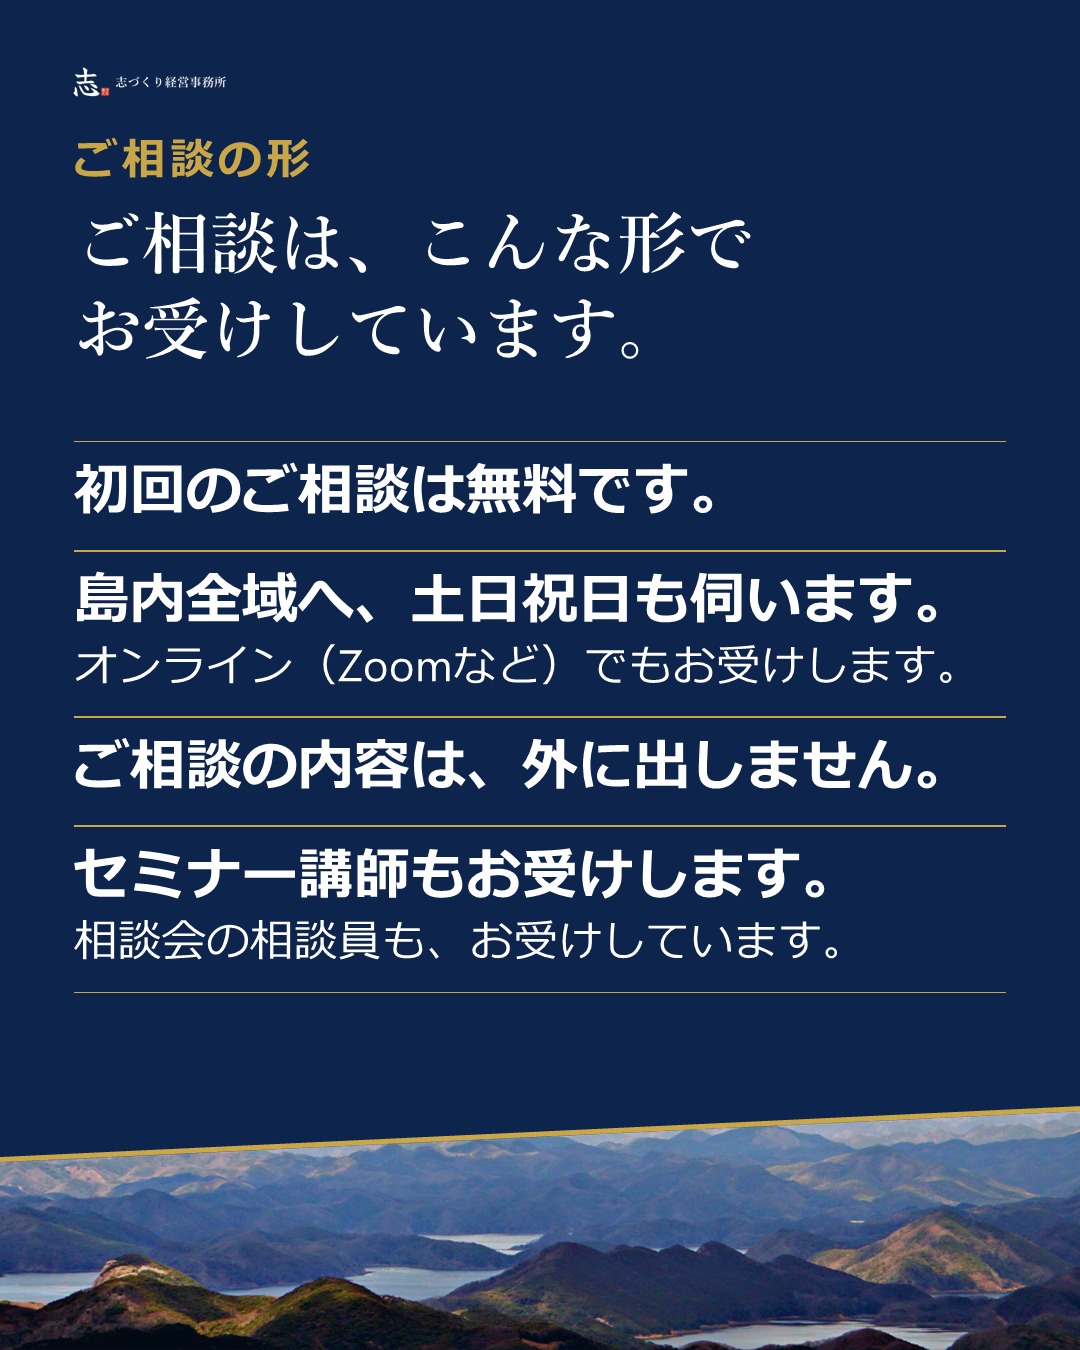 志 志づくり経営事務所
ご相談の形
ご相談は、こんな形で
お受けしています。
初回のご相談は無料です。
島内全域へ、土日祝日も伺います。
オンライン（Zoomなど）でもお受けします。
ご相談の内容は、外に出しません。
セミナー講師もお受けします。
相談会の相談員も、お受けしています。